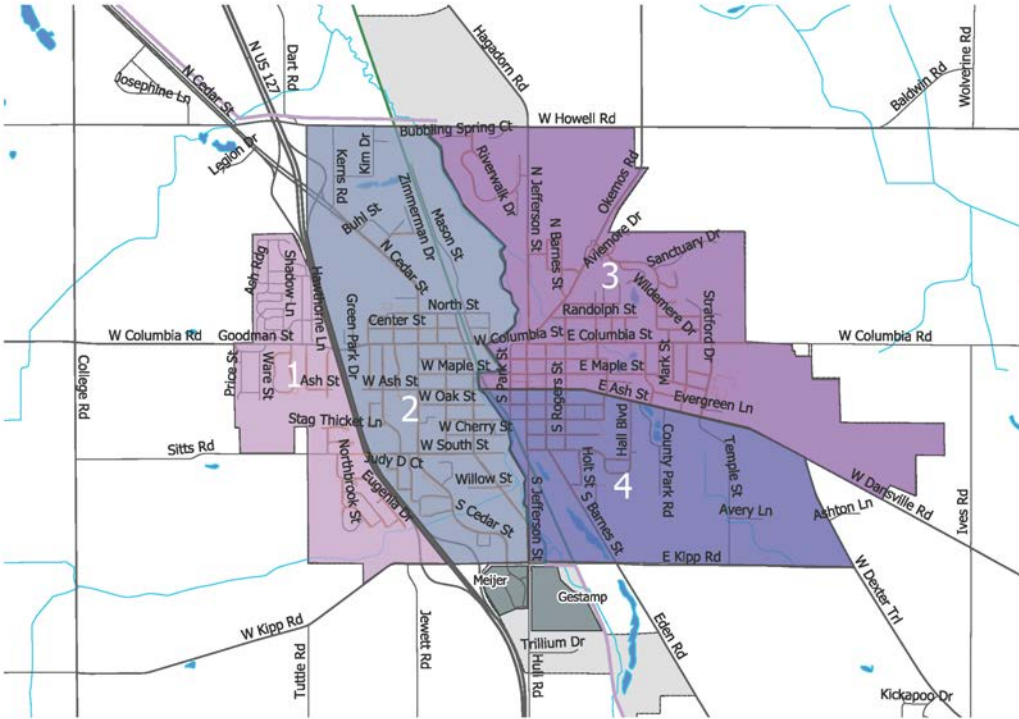 Hagadorn Rd
N US 127
Dart Rd
N Cedar St
Josephine Ln
Baldwin Rd
Wolverine Rd
W Howell Rd
Bubbling Spring Ct
Legion Dr
Kerns Rd
Kim Dr
Riverwalk Dr
N Jefferson St
Okemos Rd
Zimmerman Dr
Mason St
Buhl St
N Cedar St
N Barnes St
Aviemore Dr
Sanctuary Dr
3
Ash Rdg
Shadow Ln
Hawthorne Ln
Wildemere Dr
Stratford Dr
North St
Randolph St
Center St
Green Park Dr
W Columbia Rd
Goodman St
W Columbia St
E Columbia St
W Columbia Rd
College Rd
Price St
Ware St
1
Ash St
W Maple St
W Ash St
S Park St
E Maple St
Mark St
E Ash St
2
W Oak St
S Rogers St
Evergreen Ln
Stag Thicket Ln
W Cherry St
Hall Blvd
County Park Rd
Temple St
Sitts Rd
Northbrook St
Judy D Ct
W South St
Eugenia Dr
Willow St
Holt St
4
S Jefferson St
S Barnes St
S Cedar St
Avery Ln
Ashton Ln
W Dansville Rd
Ives Rd
E Kipp Rd
Meijer
Gestamp
W Dexter Trl
W Kipp Rd
Tuttle Rd
Jewett Rd
Trillium Dr
Hull Rd
Eden Rd
Kickapoo Dr